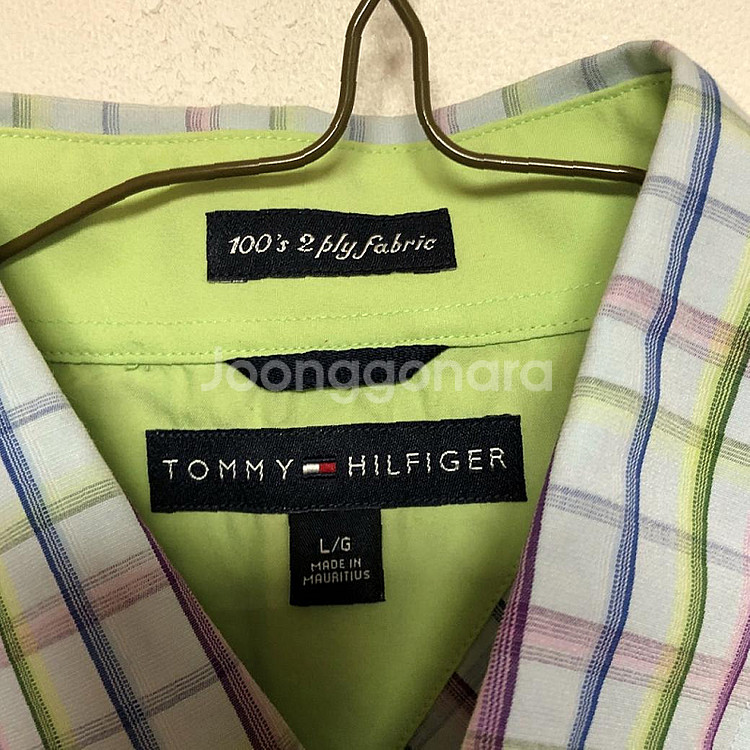 100's 2 ply fabric
Joonggonara
TOMMY HILFIGER
L/G
MADE IN
MAURITIUS